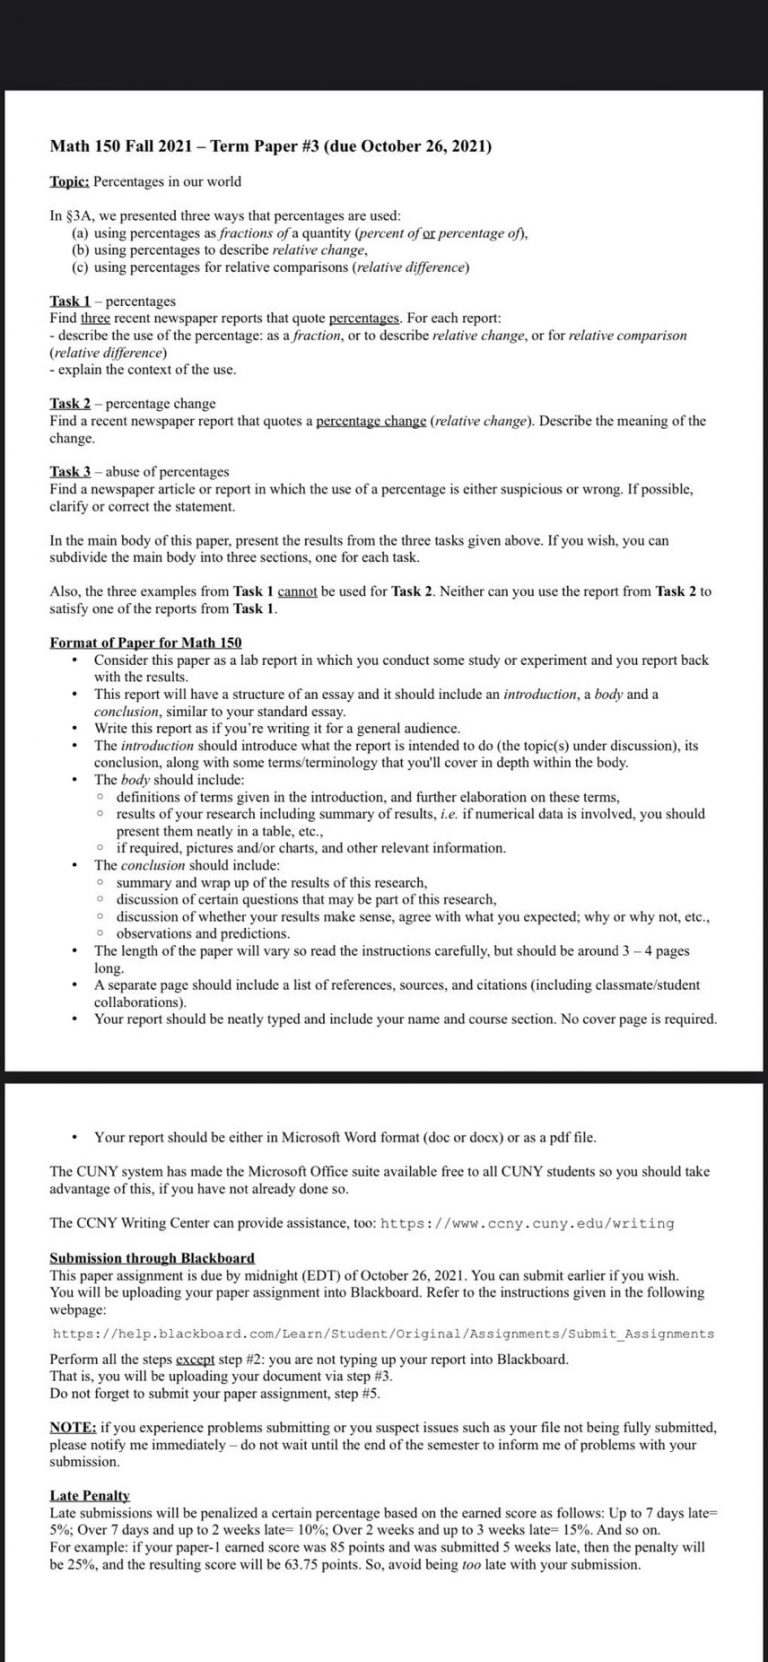 Math 150 Fall 2021 – Term Paper #3 (due October 26, 2021)
Topic: Percentages in our world
In §3A, we presented three ways that percentages are used:
(a) using percentages as fractions of a quantity (percent of or percentage of),
(b) using percentages to describe relative change,
(c) using percentages for relative comparisons (relative difference)
Task 1 – percentages
Find three recent newspaper reports that quote percentages. For each report:
- describe the use of the percentage: as a fraction, or to describe relative change, or for relative comparison
(relative difference)
- explain the context of the use.
Task 2 – percentage change
Find a recent newspaper report that quotes a percentage change (relative change). Describe the meaning of the
change.
Task 3 – abuse of percentages
Find a newspaper article or report in which the use of a percentage is either suspicious or wrong. If possible,
clarify or correct the statement.
In the main body of this paper, present the results from the three tasks given above. If you wish, you can
subdivide the main body into three sections, one for each task.
Also, the three examples from Task 1 cannot be used for Task 2. Neither can you use the report from Task 2 to
satisfy one of the reports from Task 1.
Format of Paper for Math 150
• Consider this paper as a lab report in which you conduct some study or experiment and you report back
with the results.
• This report will have a structure of an essay and it should include an introduction, a body and a
conclusion, similar to your standard essay.
• Write this report as if you're writing it for a general audience.
• The introduction should introduce what the report is intended to do (the topic(s) under discussion), its
conclusion, along with some terms/terminology that you'll cover in depth within the body.
• The body should include:
◦ definitions of terms given in the introduction, and further elaboration on these terms,
◦ results of your research including summary of results, i.e. if numerical data is involved, you should
present them neatly in a table, etc.,
◦ if required, pictures and/or charts, and other relevant information.
• The conclusion should include:
◦ summary and wrap up of the results of this research,
◦ discussion of certain questions that may be part of this research,
◦ discussion of whether your results make sense, agree with what you expected; why or why not, etc.,
◦ observations and predictions.
• The length of the paper will vary so read the instructions carefully, but should be around 3 – 4 pages
long.
• A separate page should include a list of references, sources, and citations (including classmate/student
collaborations).
• Your report should be neatly typed and include your name and course section. No cover page is required.
• Your report should be either in Microsoft Word format (doc or docx) or as a pdf file.
The CUNY system has made the Microsoft Office suite available free to all CUNY students so you should take
advantage of this, if you have not already done so.
The CCNY Writing Center can provide assistance, too: https://www.ccny.cuny.edu/writing
Submission through Blackboard
This paper assignment is due by midnight (EDT) of October 26, 2021. You can submit earlier if you wish.
You will be uploading your paper assignment into Blackboard. Refer to the instructions given in the following
webpage:
https://help.blackboard.com/Learn/Student/Original/Assignments/Submit_Assignments
Perform all the steps except step #2: you are not typing up your report into Blackboard.
That is, you will be uploading your document via step #3.
Do not forget to submit your paper assignment, step #5.
NOTE: if you experience problems submitting or you suspect issues such as your file not being fully submitted,
please notify me immediately – do not wait until the end of the semester to inform me of problems with your
submission.
Late Penalty
Late submissions will be penalized a certain percentage based on the earned score as follows: Up to 7 days late=
5%; Over 7 days and up to 2 weeks late= 10%; Over 2 weeks and up to 3 weeks late= 15%. And so on.
For example: if your paper-1 earned score was 85 points and was submitted 5 weeks late, then the penalty will
be 25%, and the resulting score will be 63.75 points. So, avoid being too late with your submission.